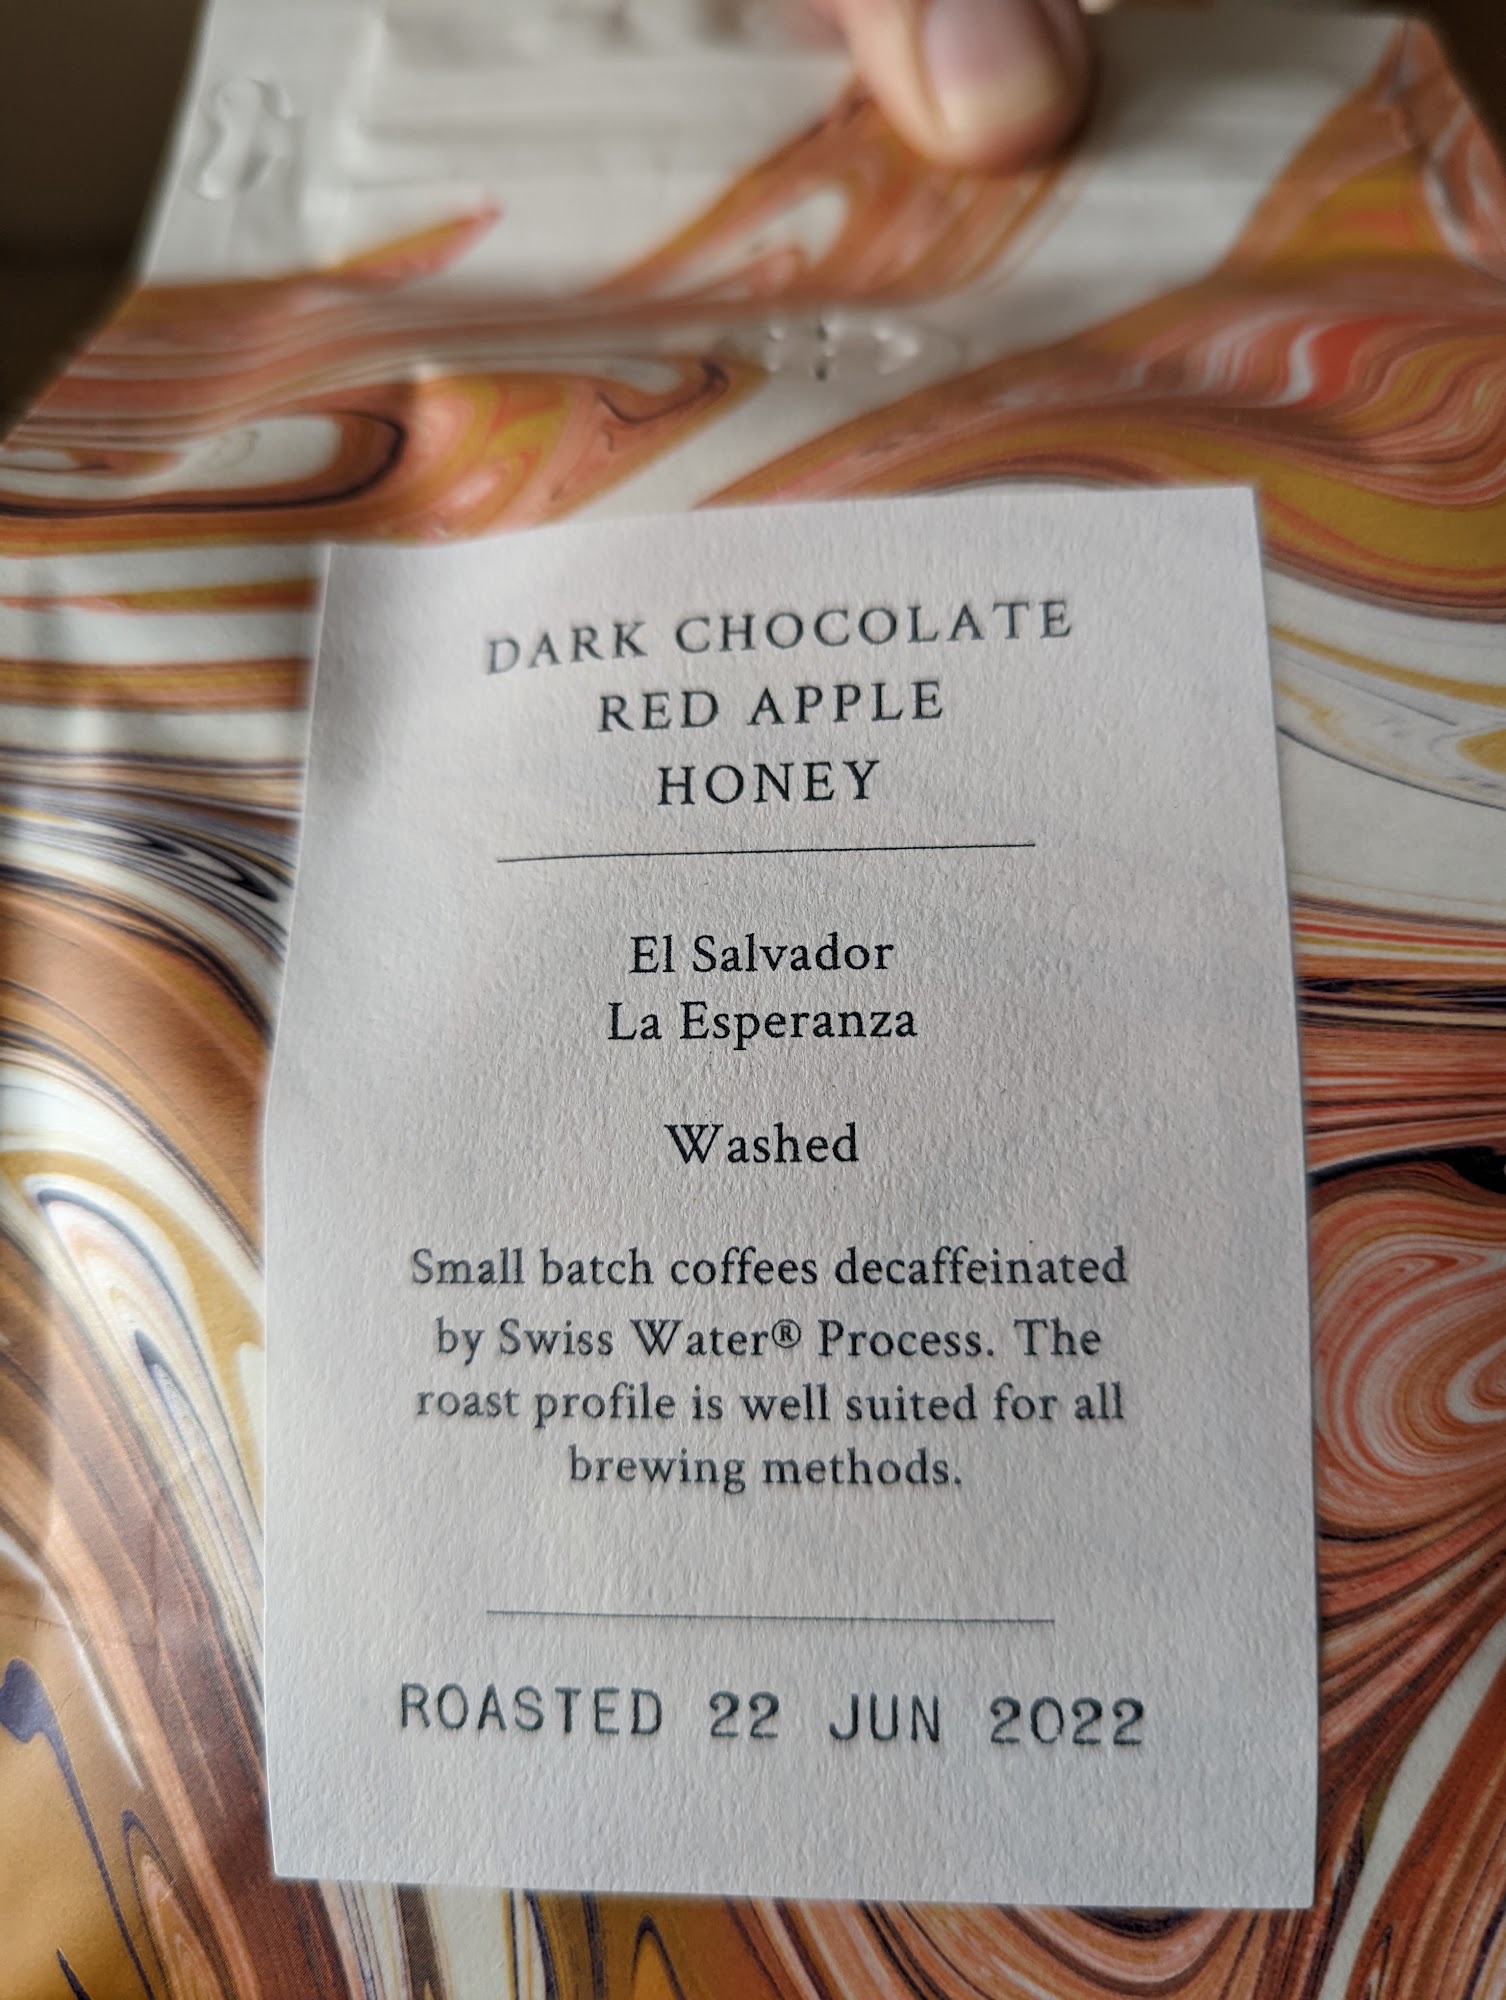 DARK CHOCOLATE
RED APPLE
HONEY
El Salvador
La Esperanza
Washed
Small batch coffees decaffeinated
by Swiss Water® Process. The
roast profile is well suited for all
brewing methods.
ROASTED 22 JUN 2022